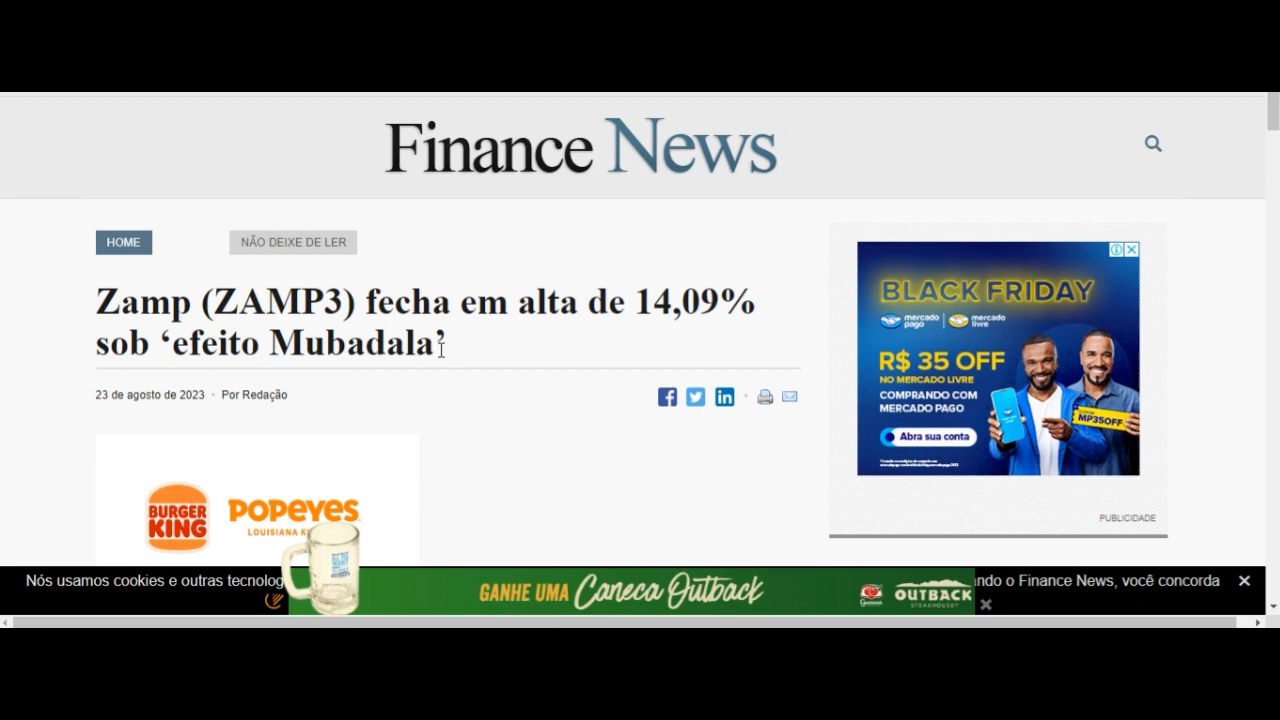 Finance News
HOME
NÃO DEIXE DE LER
Zamp (ZAMP3) fecha em alta de 14,09%
sob ‘efeito Mubadala’
23 de agosto de 2023 • Por Redação
BURGER
KING
POPEYES
LOUISIANA
BLACK FRIDAY
mercado pago
mercado livre
R$ 35 OFF
NO MERCADO LIVRE
COMPRANDO COM
MERCADO PAGO
MP35OFF
Abra sua conta
PUBLICIDADE
Nós usamos cookies e outras tecnolog
ndo o Finance News, você concorda
GANHE UMA Caneca Outback
OUTBACK
STEAKHOUSE